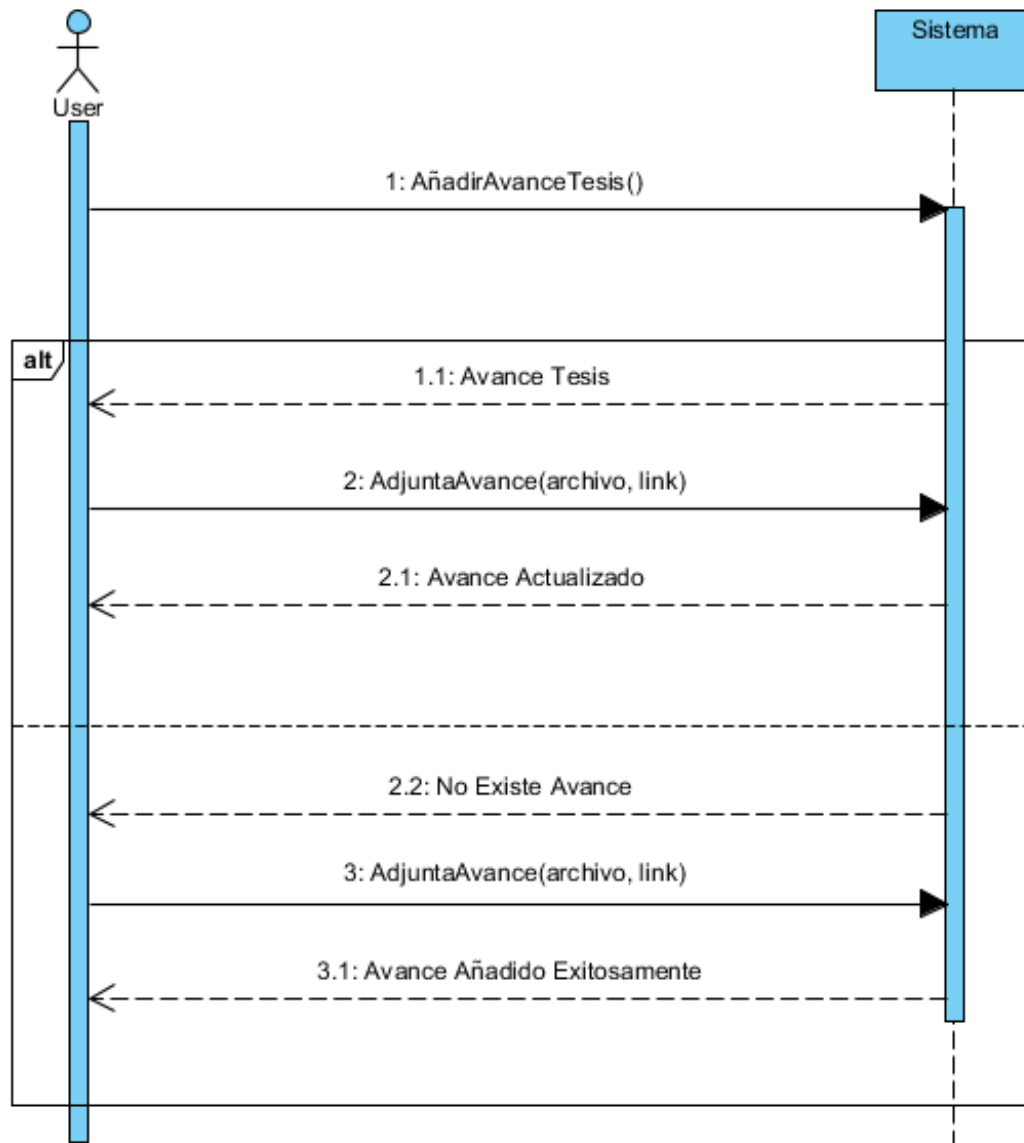 Sistema
User
1: AñadirAvanceTesis()
alt
1.1: Avance Tesis
2: AdjuntaAvance(archivo, link)
2.1: Avance Actualizado
2.2: No Existe Avance
3: AdjuntaAvance(archivo, link)
3.1: Avance Añadido Exitosamente